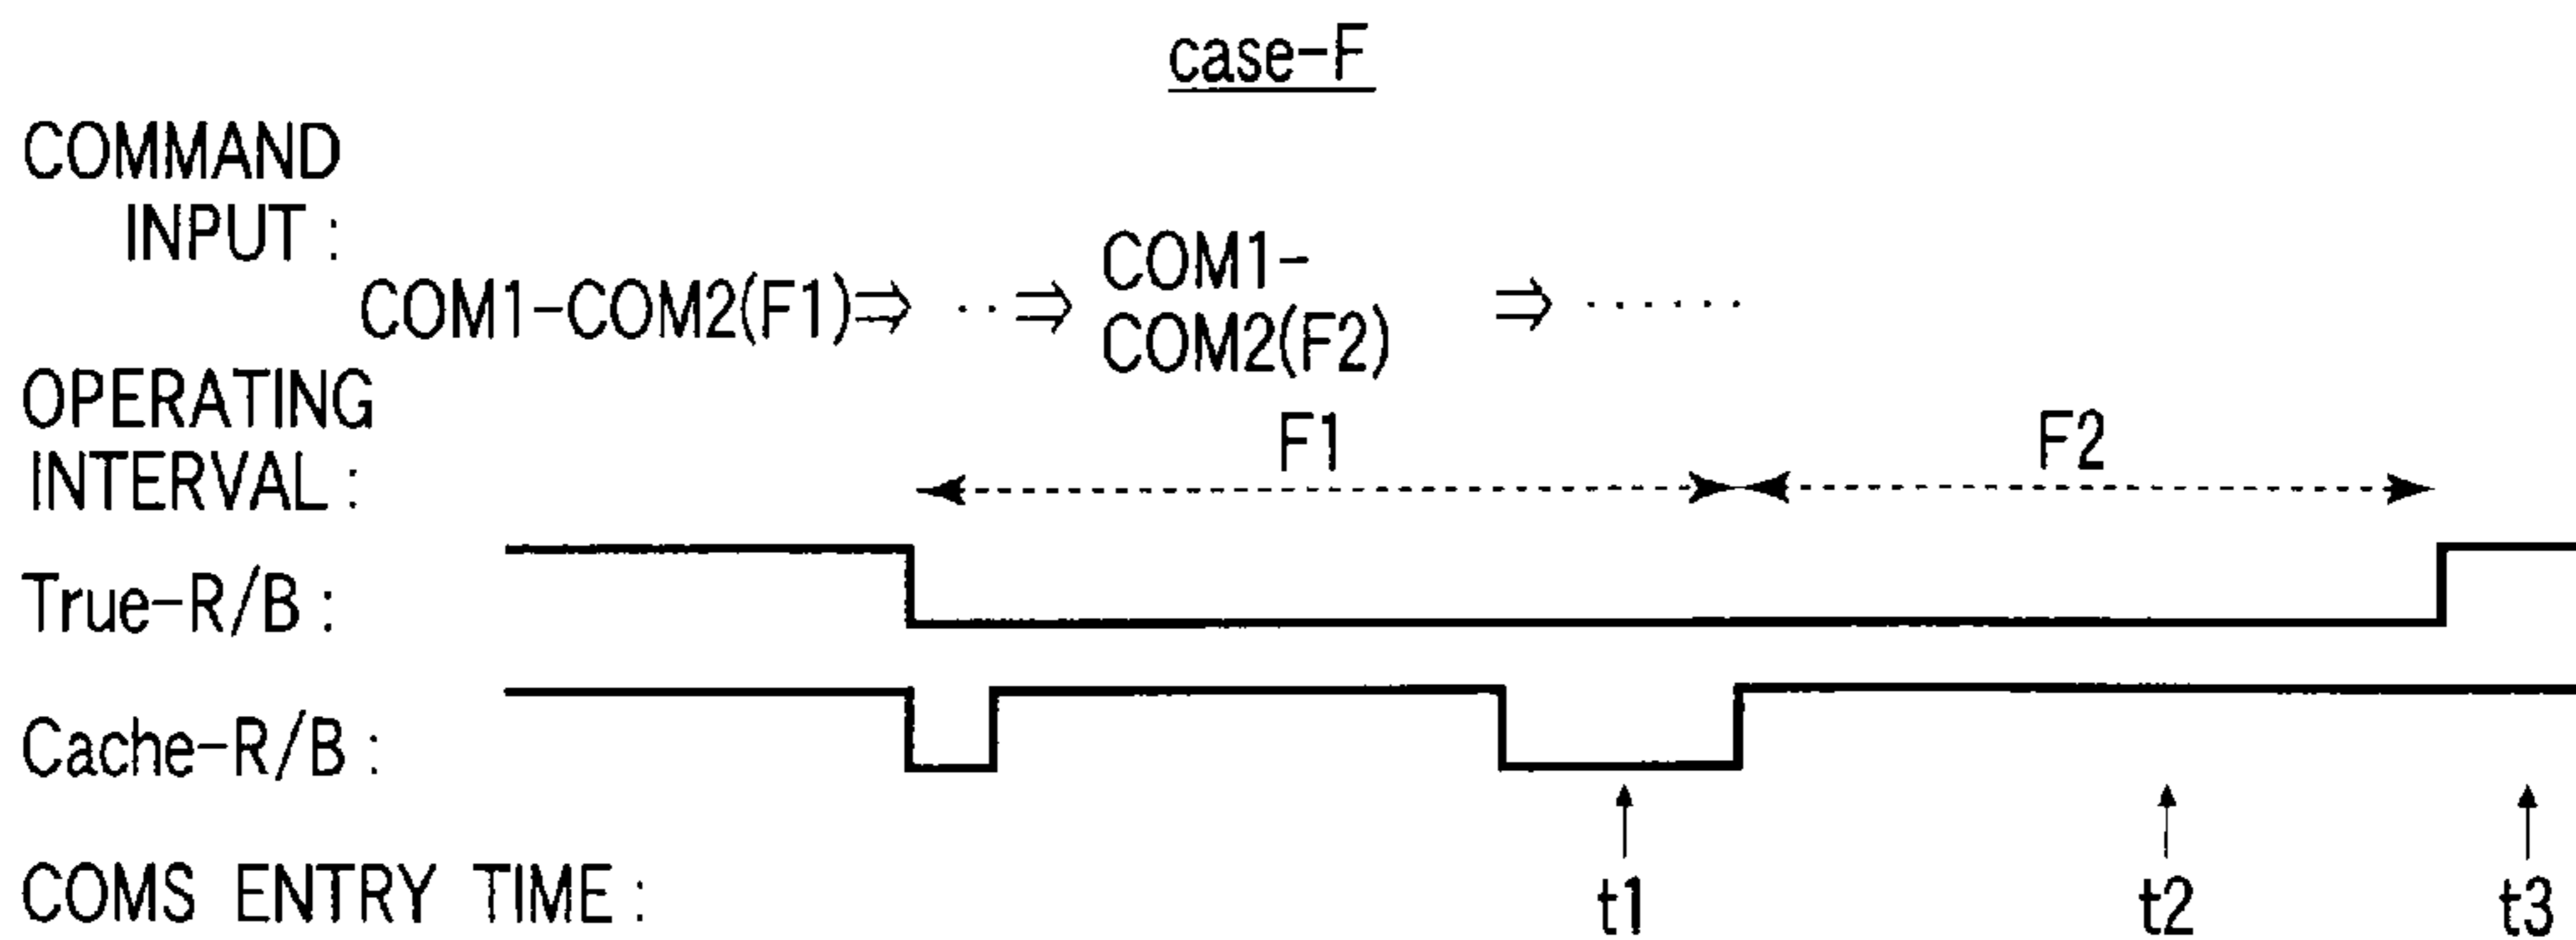 case-F
COMMAND
INPUT :
COM1-COM2(F1)⇒ ··⇒ COM1-
COM2(F2) ⇒ ······
OPERATING
INTERVAL :
F1 F2
True-R/B :
Cache-R/B :
COMS ENTRY TIME : t1 t2 t3